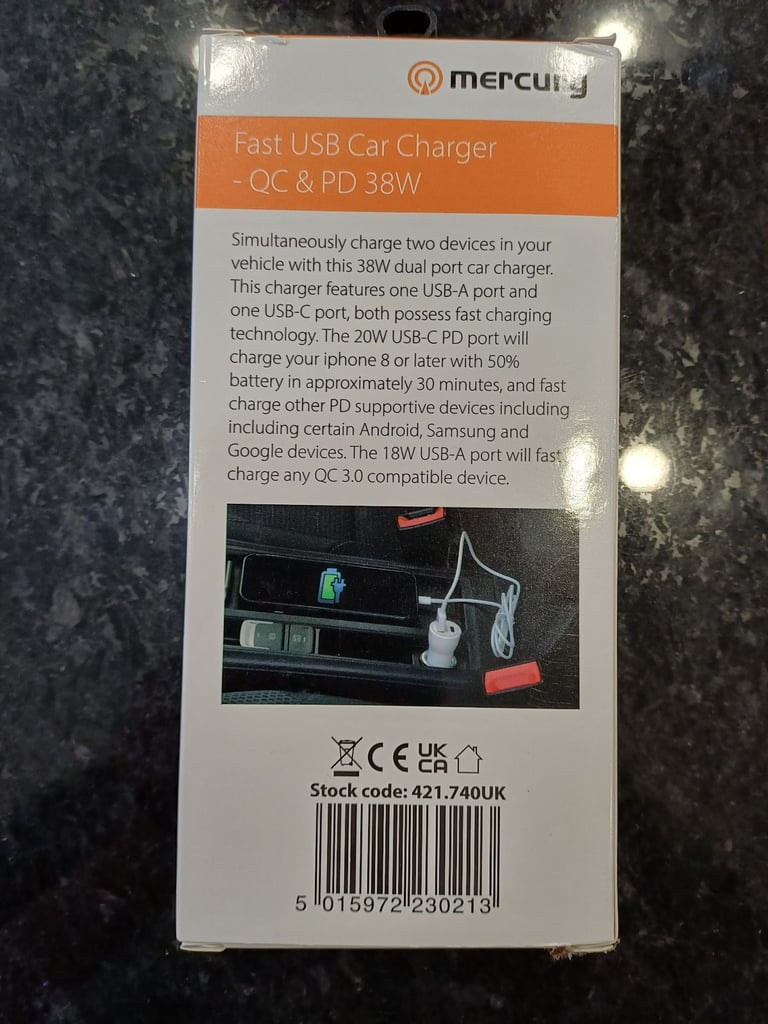 mercury
Fast USB Car Charger
- QC & PD 38W
Simultaneously charge two devices in your
vehicle with this 38W dual port car charger.
This charger features one USB-A port and
one USB-C port, both possess fast charging
technology. The 20W USB-C PD port will
charge your iphone 8 or later with 50%
battery in approximately 30 minutes, and fast
charge other PD supportive devices including
including certain Android, Samsung and
Google devices. The 18W USB-A port will fast
charge any QC 3.0 compatible device.
CE UK
CA
Stock code: 421.740UK
5 015972 230213